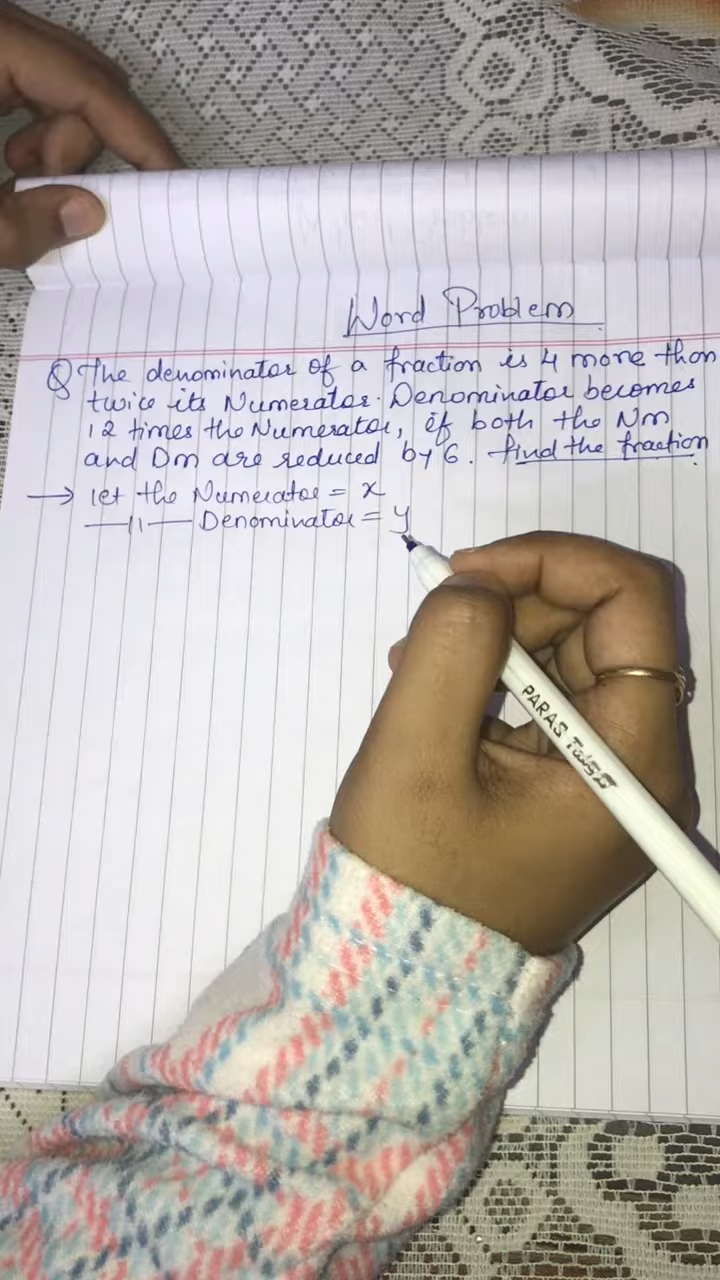 Word Problem
Q The denominator of a fraction is 4 more than
twice its Numerator. Denominator becomes
12 times the Numerator, if both the Nm
and Dm are reduced by 6. find the fraction
→ let the Numerator = x
—11— Denominator = y
PARAS